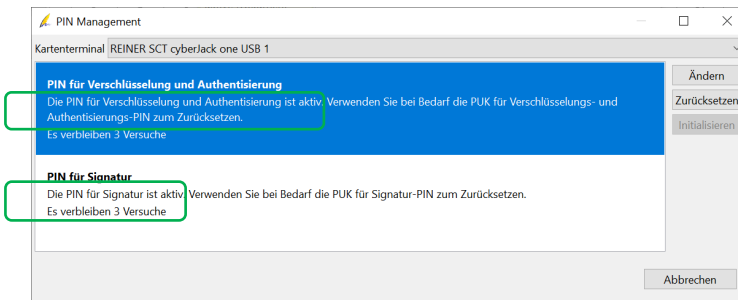 PIN Management
Kartenterminal REINER SCT cyberJack one USB 1
PIN für Verschlüsselung und Authentisierung
Die PIN für Verschlüsselung und Authentisierung ist aktiv. Verwenden Sie bei Bedarf die PUK für Verschlüsselungs- und
Authentisierungs-PIN zum Zurücksetzen.
Es verbleiben 3 Versuche
PIN für Signatur
Die PIN für Signatur ist aktiv. Verwenden Sie bei Bedarf die PUK für Signatur-PIN zum Zurücksetzen.
Es verbleiben 3 Versuche
Ändern
Zurücksetzen
Initialisieren
Abbrechen